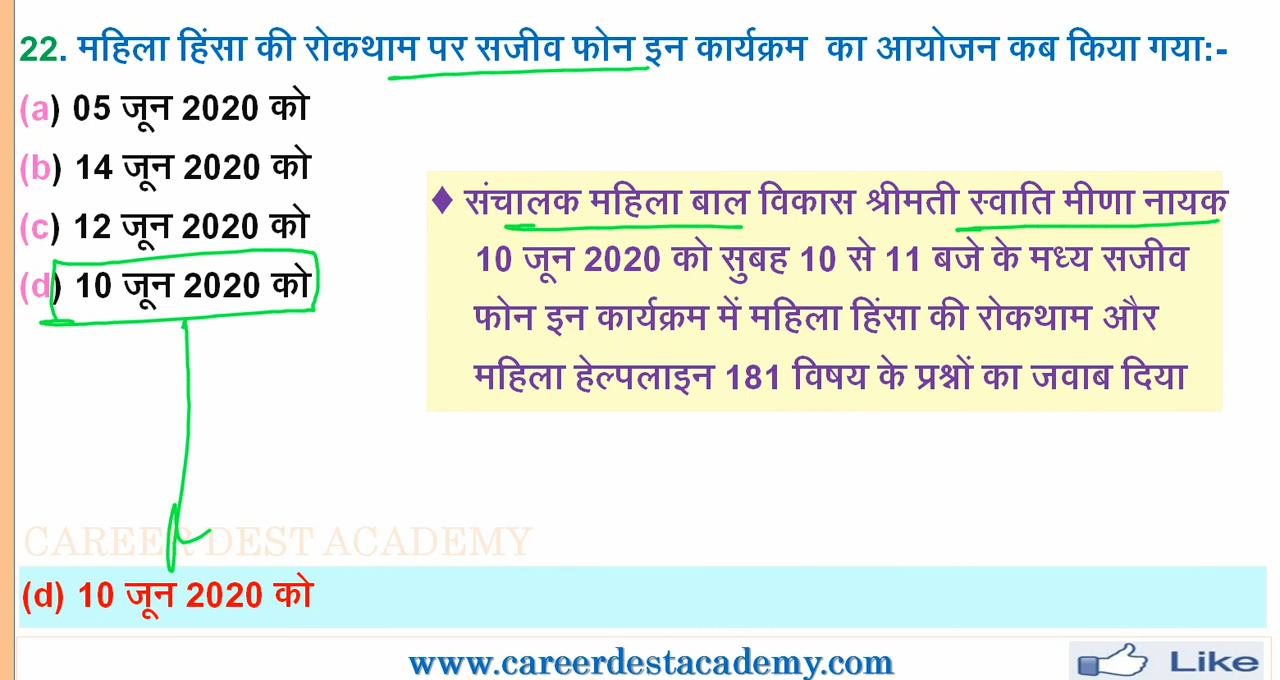 22. महिला हिंसा की रोकथाम पर सजीव फोन इन कार्यक्रम का आयोजन कब किया गया:-
(a) 05 जून 2020 को
(b) 14 जून 2020 को
(c) 12 जून 2020 को
(d) 10 जून 2020 को
♦ संचालक महिला बाल विकास श्रीमती स्वाति मीणा नायक
10 जून 2020 को सुबह 10 से 11 बजे के मध्य सजीव
फोन इन कार्यक्रम में महिला हिंसा की रोकथाम और
महिला हेल्पलाइन 181 विषय के प्रश्नों का जवाब दिया
CAREER DEST ACADEMY
(d) 10 जून 2020 को
www.careerdestacademy.com
Like